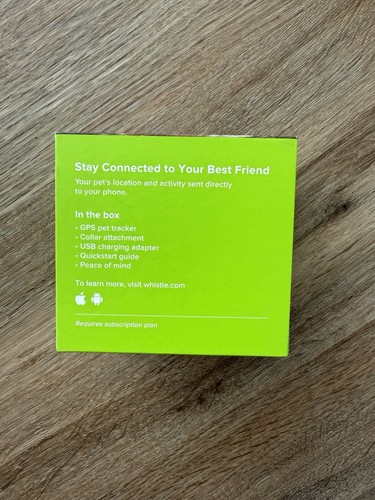 Stay Connected to Your Best Friend
Your pet's location and activity sent directly
to your phone.
In the box
• GPS pet tracker
• Collar attachment
• USB charging adapter
• Quickstart guide
• Peace of mind
To learn more, visit whistle.com
Requires subscription plan.